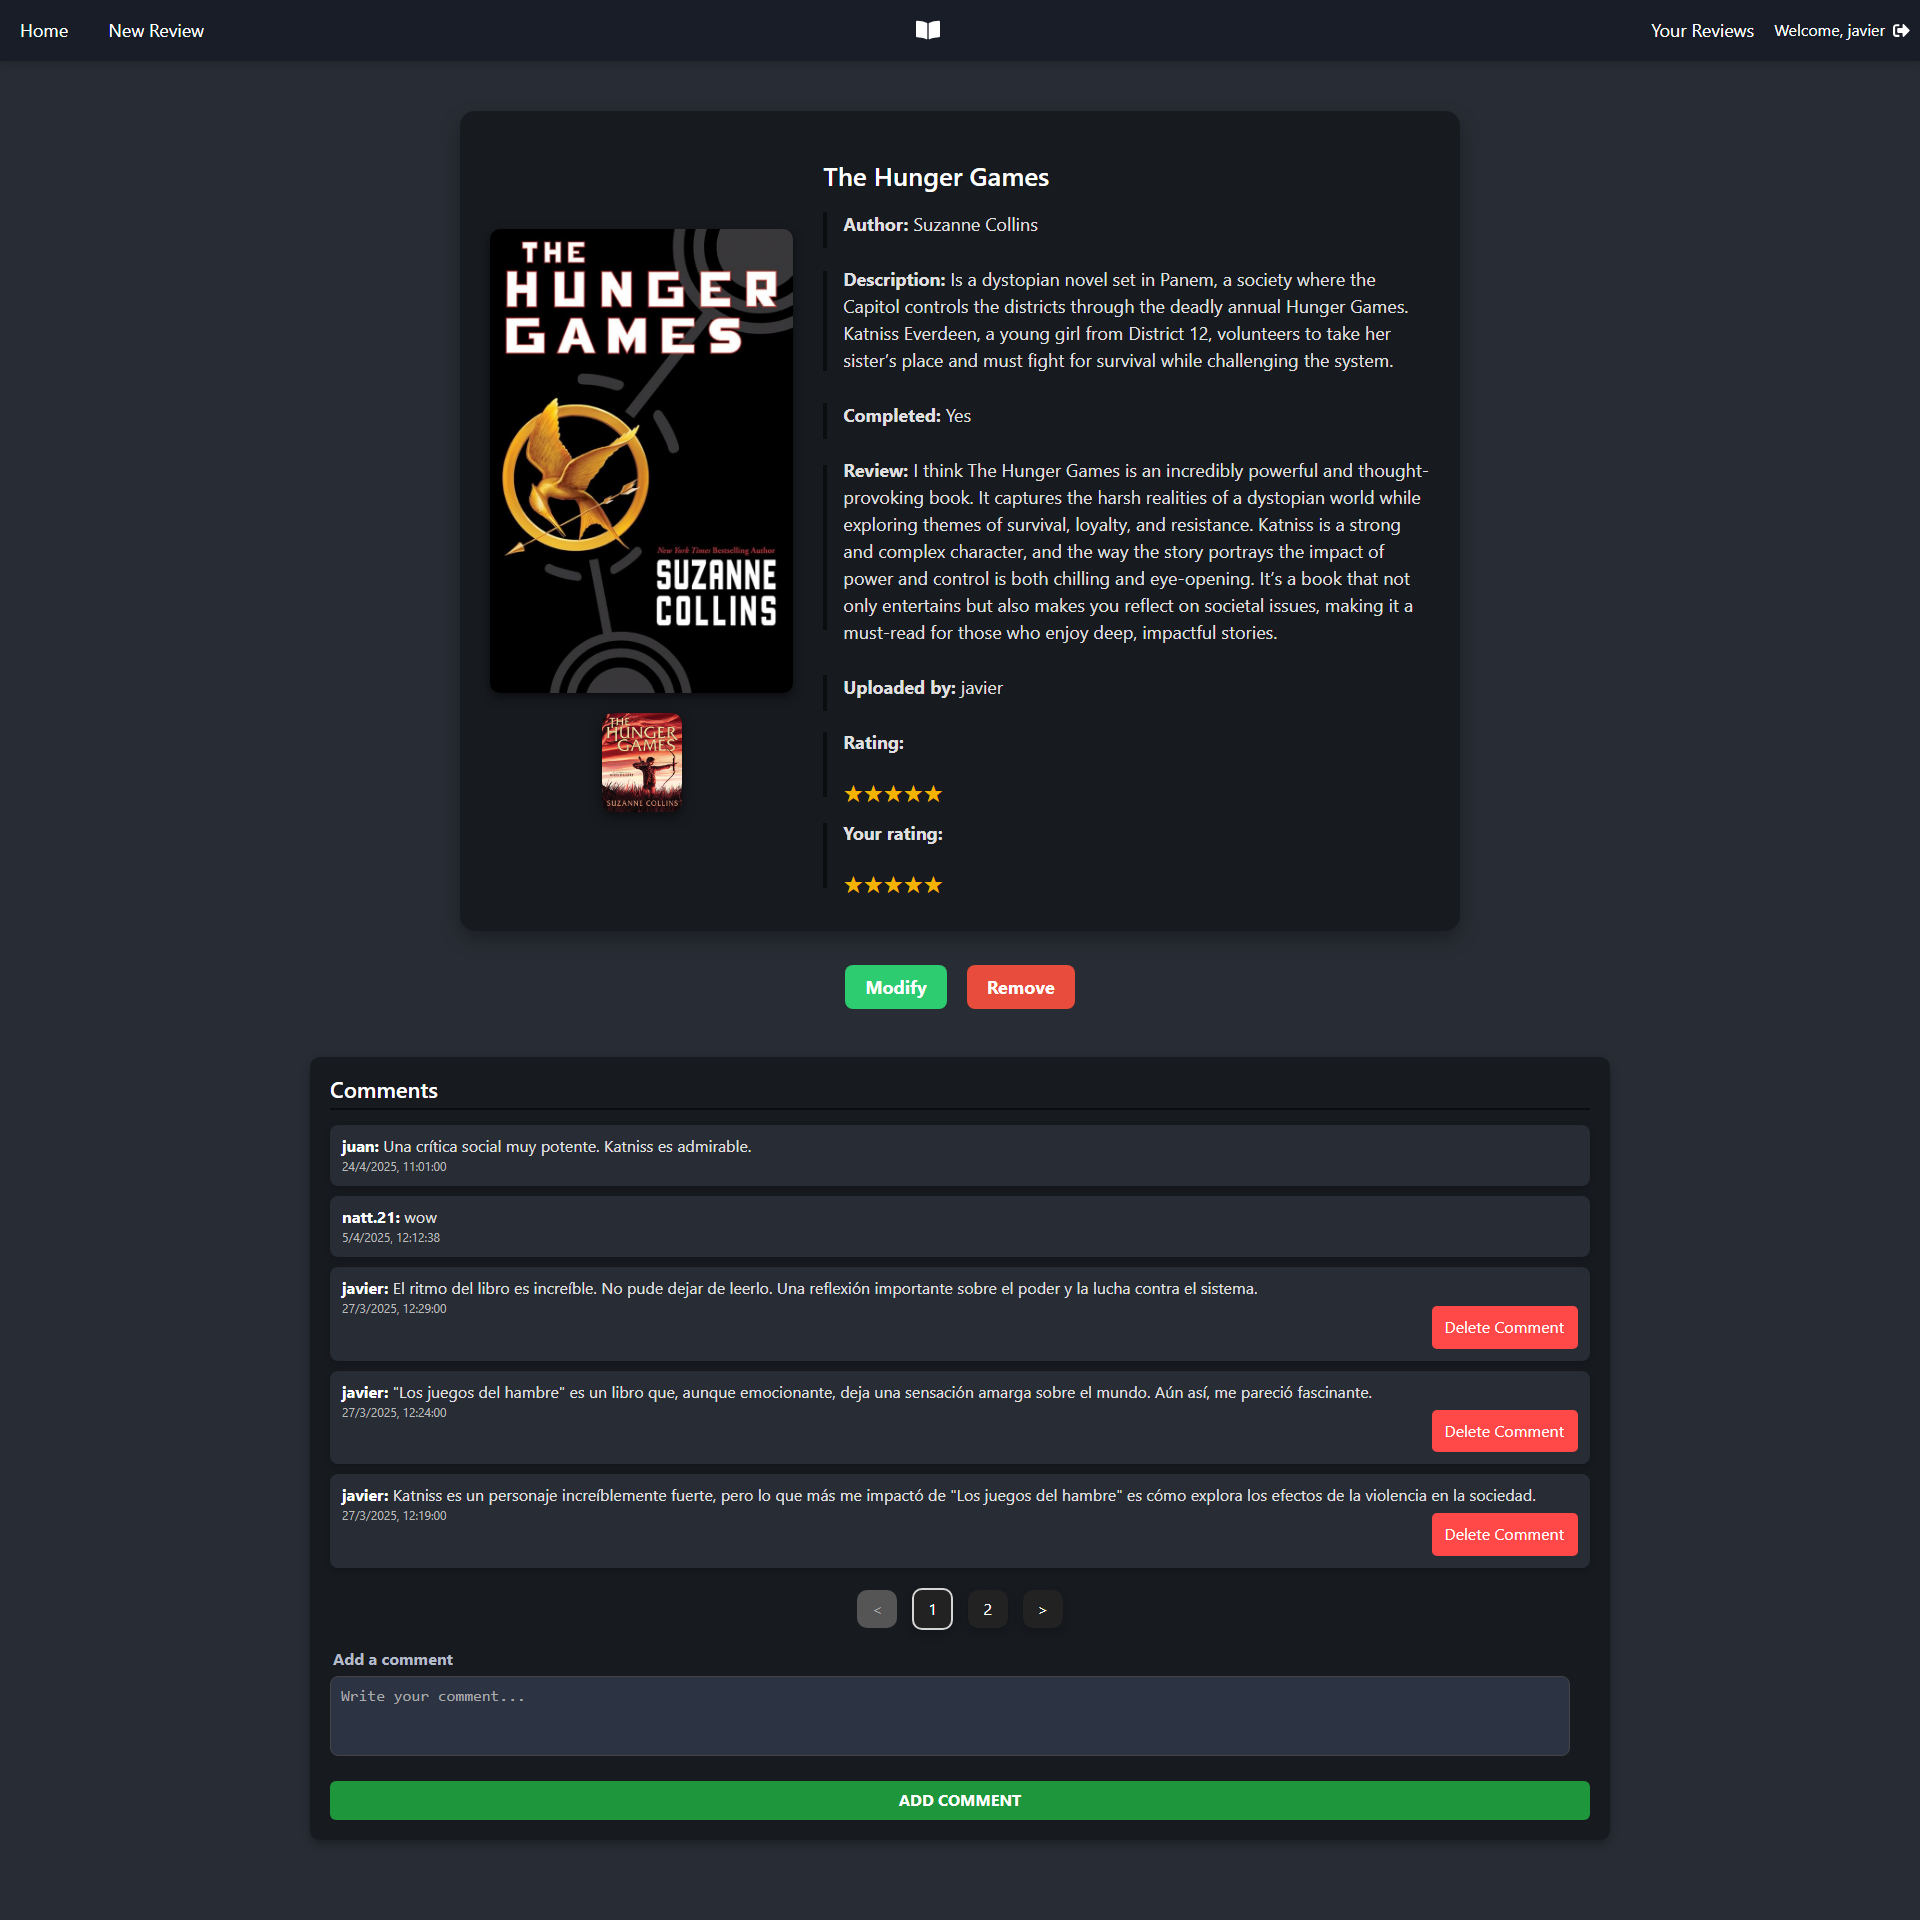 Home
New Review
Your Reviews
Welcome, javier
THE
HUNGER
GAMES
New York Times Bestselling Author
SUZANNE
COLLINS
THE
HUNGER
GAMES
SUZANNE COLLINS
The Hunger Games
Author: Suzanne Collins
Description: Is a dystopian novel set in Panem, a society where the
Capitol controls the districts through the deadly annual Hunger Games.
Katniss Everdeen, a young girl from District 12, volunteers to take her
sister’s place and must fight for survival while challenging the system.
Completed: Yes
Review: I think The Hunger Games is an incredibly powerful and thought-
provoking book. It captures the harsh realities of a dystopian world while
exploring themes of survival, loyalty, and resistance. Katniss is a strong
and complex character, and the way the story portrays the impact of
power and control is both chilling and eye-opening. It’s a book that not
only entertains but also makes you reflect on societal issues, making it a
must-read for those who enjoy deep, impactful stories.
Uploaded by: javier
Rating:
★★★★★
Your rating:
★★★★★
Modify
Remove
Comments
juan: Una crítica social muy potente. Katniss es admirable.
24/4/2025, 11:01:00
natt.21: wow
5/4/2025, 12:12:38
javier: El ritmo del libro es increíble. No pude dejar de leerlo. Una reflexión importante sobre el poder y la lucha contra el sistema.
27/3/2025, 12:29:00
Delete Comment
javier: "Los juegos del hambre" es un libro que, aunque emocionante, deja una sensación amarga sobre el mundo. Aún así, me pareció fascinante.
27/3/2025, 12:24:00
Delete Comment
javier: Katniss es un personaje increíblemente fuerte, pero lo que más me impactó de "Los juegos del hambre" es cómo explora los efectos de la violencia en la sociedad.
27/3/2025, 12:19:00
Delete Comment
< 1 2 >
Add a comment
Write your comment...
ADD COMMENT